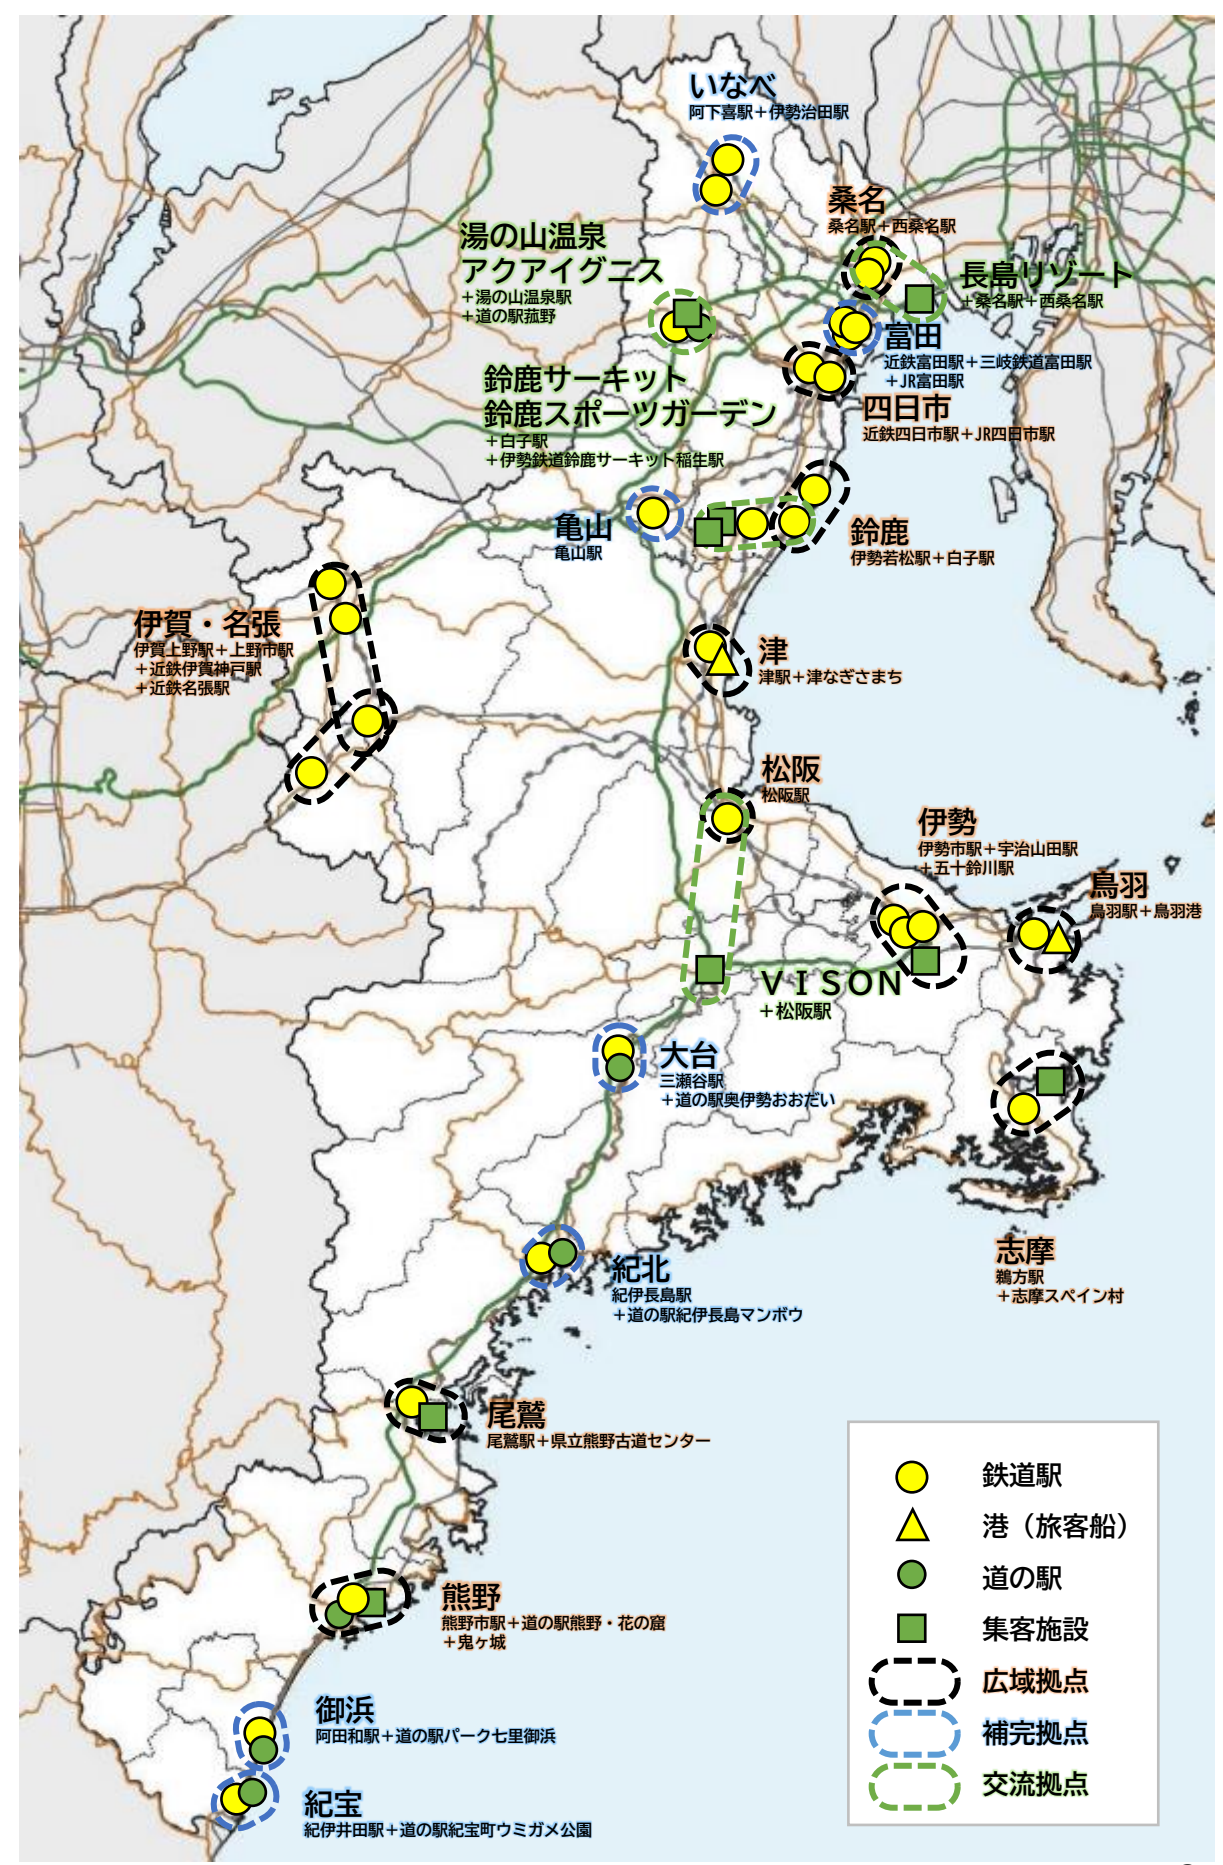 いなべ
阿下喜駅＋伊勢治田駅
桑名
桑名駅＋西桑名駅
湯の山温泉
アクアイグニス
＋湯の山温泉駅
＋道の駅菰野
長島リゾート
＋桑名駅＋西桑名駅
富田
近鉄富田駅＋三岐鉄道富田駅
＋JR富田駅
鈴鹿サーキット
鈴鹿スポーツガーデン
＋白子駅
＋伊勢鉄道鈴鹿サーキット稲生駅
四日市
近鉄四日市駅＋JR四日市駅
亀山
亀山駅
鈴鹿
伊勢若松駅＋白子駅
伊賀・名張
伊賀上野駅＋上野市駅
＋近鉄伊賀神戸駅
＋近鉄名張駅
津
津駅＋津なぎさまち
松阪
松阪駅
伊勢
伊勢市駅＋宇治山田駅
＋五十鈴川駅
鳥羽
鳥羽駅＋鳥羽港
ＶＩＳＯＮ
＋松阪駅
大台
三瀬谷駅
＋道の駅奥伊勢おおだい
志摩
鵜方駅
＋志摩スペイン村
紀北
紀伊長島駅
＋道の駅紀伊長島マンボウ
尾鷲
尾鷲駅＋県立熊野古道センター
熊野
熊野市駅＋道の駅熊野・花の窟
＋鬼ヶ城
御浜
阿田和駅＋道の駅パーク七里御浜
紀宝
紀伊井田駅＋道の駅紀宝町ウミガメ公園
鉄道駅
港（旅客船）
道の駅
集客施設
広域拠点
補完拠点
交流拠点